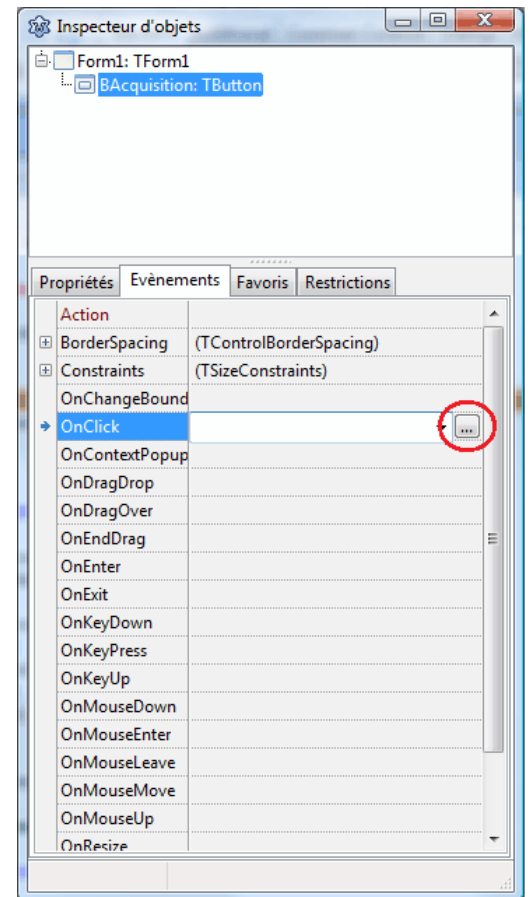 Inspecteur d'objets
Form1: TForm1
BAcquisition: TButton
Propriétés Evènements Favoris Restrictions
Action
BorderSpacing (TControlBorderSpacing)
Constraints (TSizeConstraints)
OnChangeBound
OnClick ...
OnContextPopup
OnDragDrop
OnDragOver
OnEndDrag
OnEnter
OnExit
OnKeyDown
OnKeyPress
OnKeyUp
OnMouseDown
OnMouseEnter
OnMouseLeave
OnMouseMove
OnMouseUp
OnResize